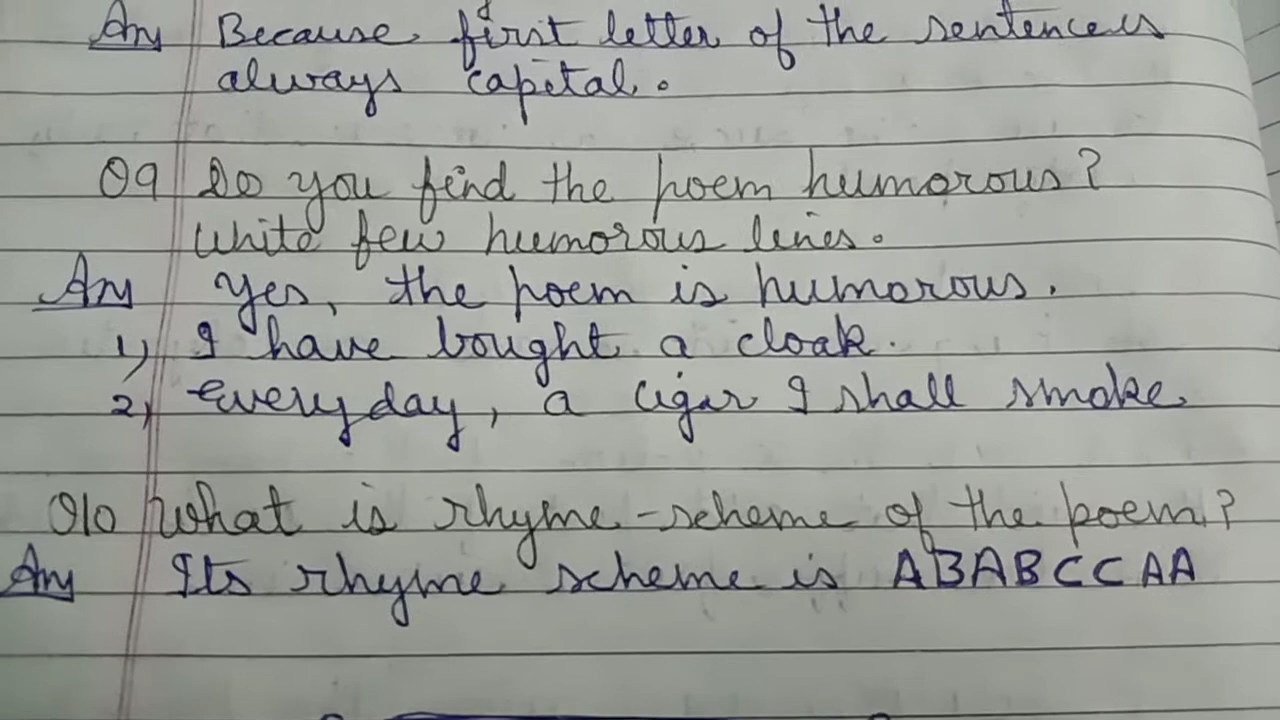 Ans Because first letter of the sentence is
always capital.
Q9 Do you find the poem humorous?
Write few humorous lines.
Ans Yes, the poem is humorous.
1) I have bought a cloak.
2) Everyday, a cigar I shall smoke.
Q10 What is rhyme-scheme of the poem?
Ans Its rhyme scheme is ABABCCAA